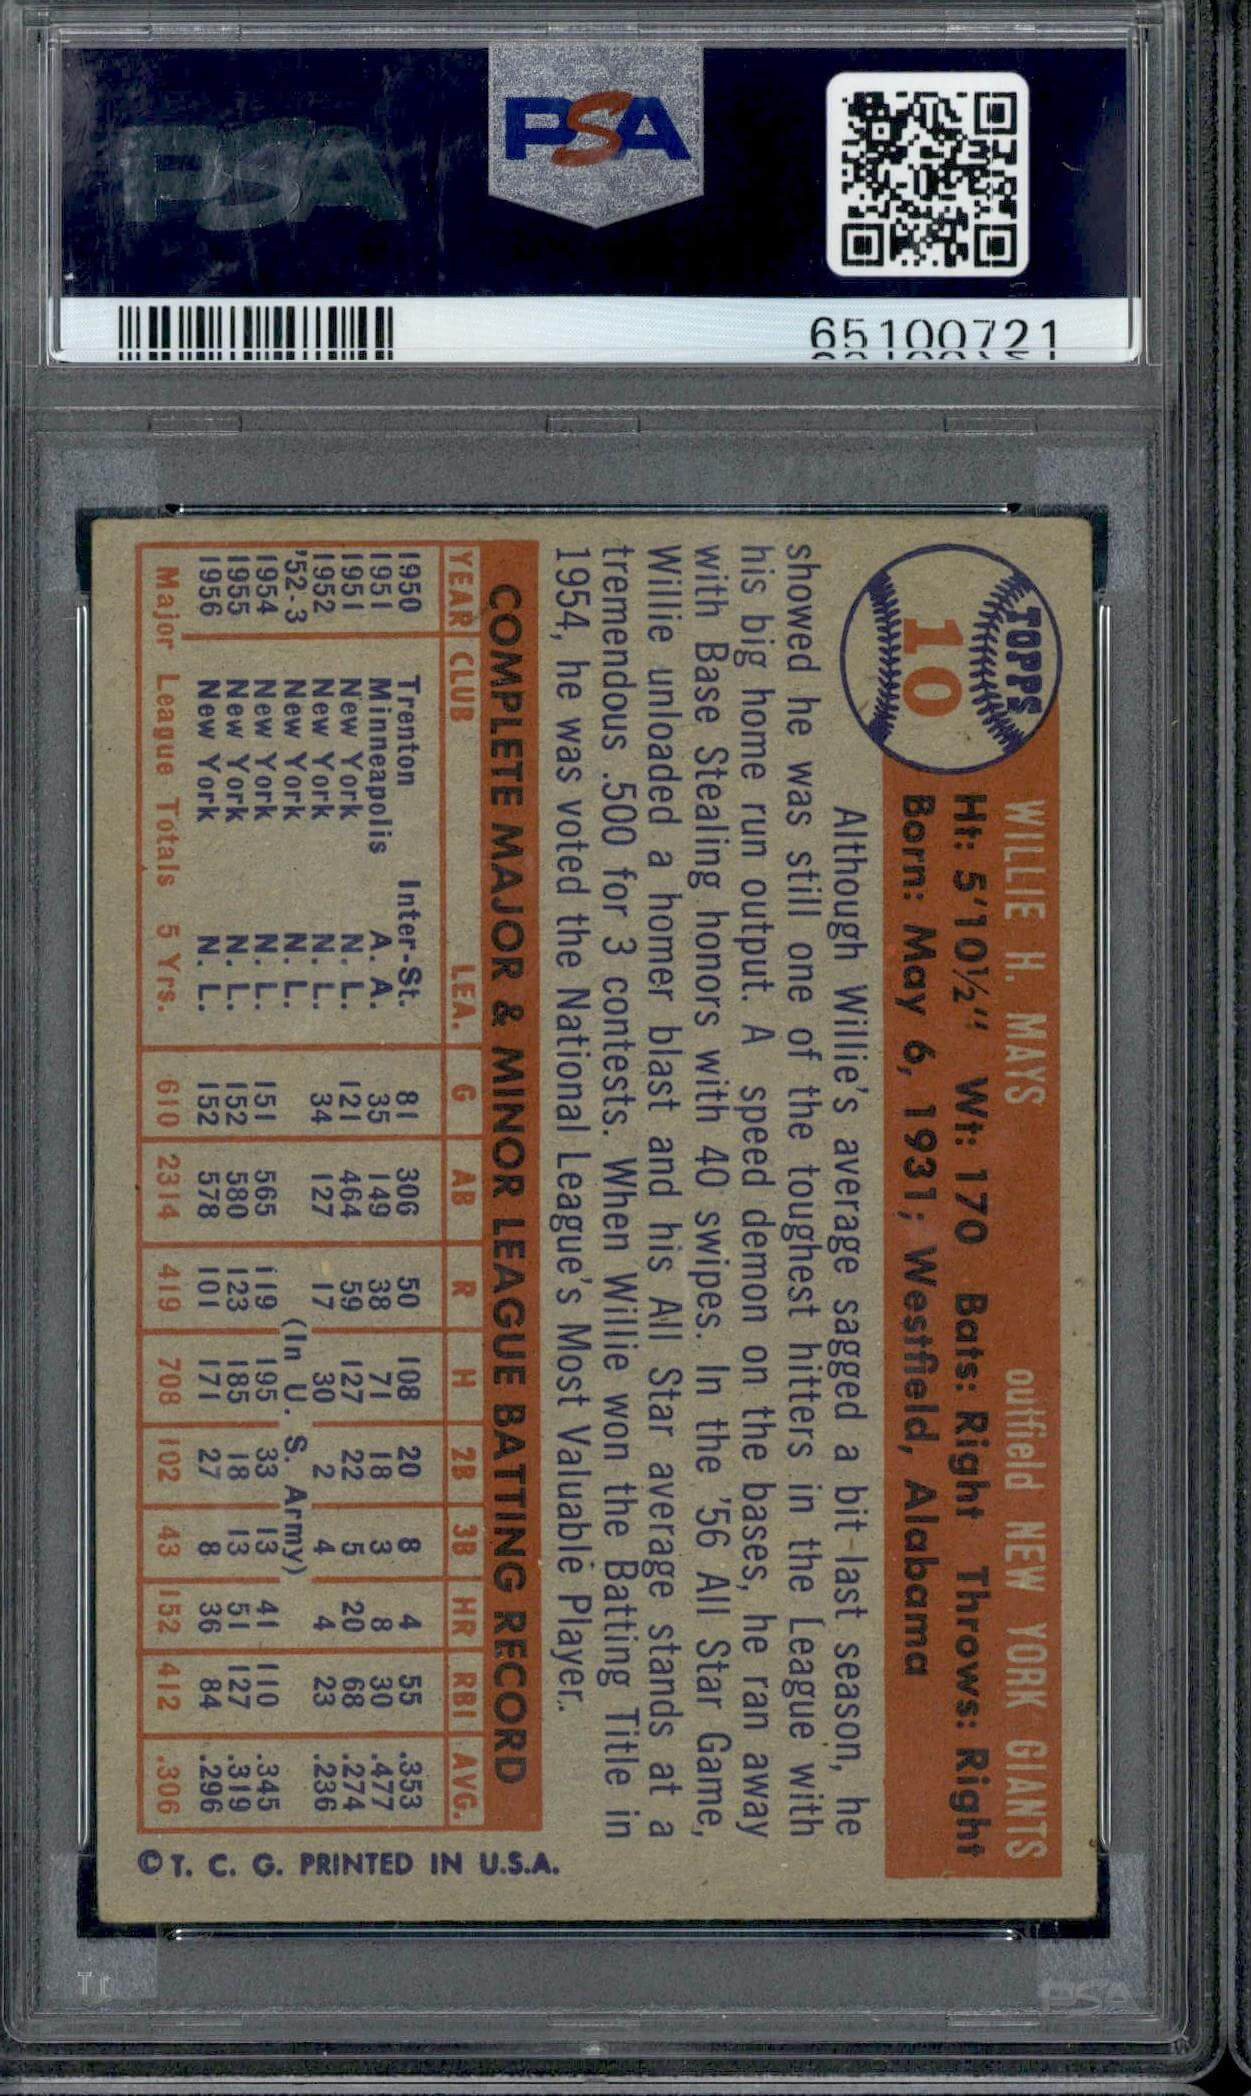 PSA
PSA
65100721
TOPPS
10
WILLIE H. MAYS outfield NEW YORK GIANTS
Ht: 5'10½" Wt: 170 Bats: Right Throws: Right
Born: May 6, 1931; Westfield, Alabama
Although Willie's average sagged a bit last season, he
showed he was still one of the toughest hitters in the League with
his big home run output. A speed demon on the bases, he ran away
with Base Stealing honors with 40 swipes. In the '56 All Star Game,
Willie unloaded a homer blast and his All Star average stands at a
tremendous .500 for 3 contests. When Willie won the Batting Title in
1954, he was voted the National League's Most Valuable Player.
COMPLETE MAJOR & MINOR LEAGUE BATTING RECORD
YEAR CLUB LEA. G AB R H 2B 3B HR RBI AVG.
1950 Trenton Inter-St. 81 306 50 108 20 8 4 55 .353
1951 Minneapolis A. A. 35 149 38 71 18 3 8 30 .477
1951 New York N. L. 121 464 59 127 22 5 20 68 .274
1952 New York N. L. 34 127 17 30 2 4 4 23 .236
'52-3 New York N. L. (In U. S. Army)
1954 New York N. L. 151 565 119 195 33 13 41 110 .345
1955 New York N. L. 152 580 123 185 18 13 51 127 .319
1956 New York N. L. 152 578 101 171 27 8 36 84 .296
Major League Totals 5 Yrs. 610 2314 419 708 102 43 152 412 .306
© T. C. G. PRINTED IN U.S.A.
PSA